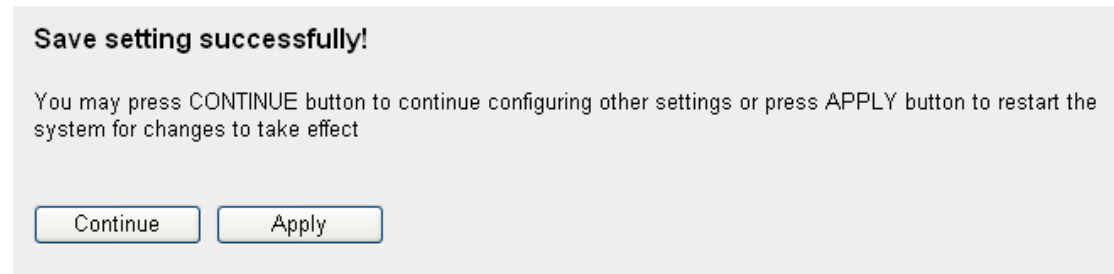 Save setting successfully!
You may press CONTINUE button to continue configuring other settings or press APPLY button to restart the
system for changes to take effect
Continue Apply